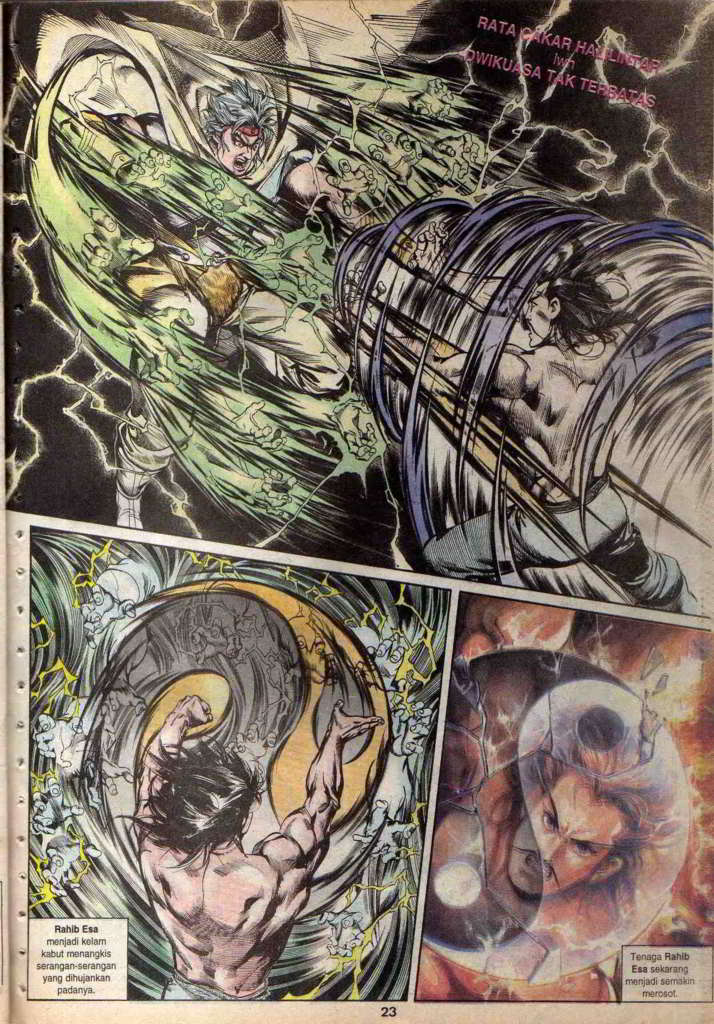 RATA CAKAR HALILINTAR
lwn
DWIKUASA TAK TERBATAS
Rahib Esa
menjadi kelam
kabut menangkis
serangan-serangan
yang dihujankan
padanya.
Tenaga Rahib
Esa sekarang
menjadi semakin
merosot.
23